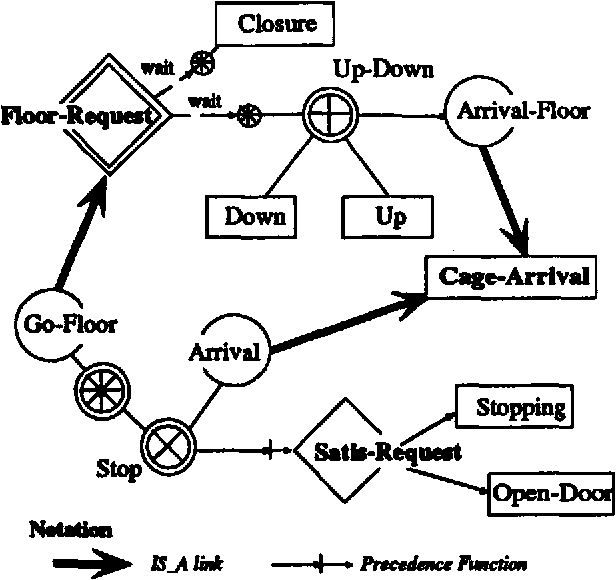 Closure
wait
Up-Down
wait
Floor-Request
Arrival-Floor
Down
Up
Cage-Arrival
Go-Floor
Arrival
Stopping
Satis-Request
Stop
Open-Door
Notation
IS_A link
Precedence Function